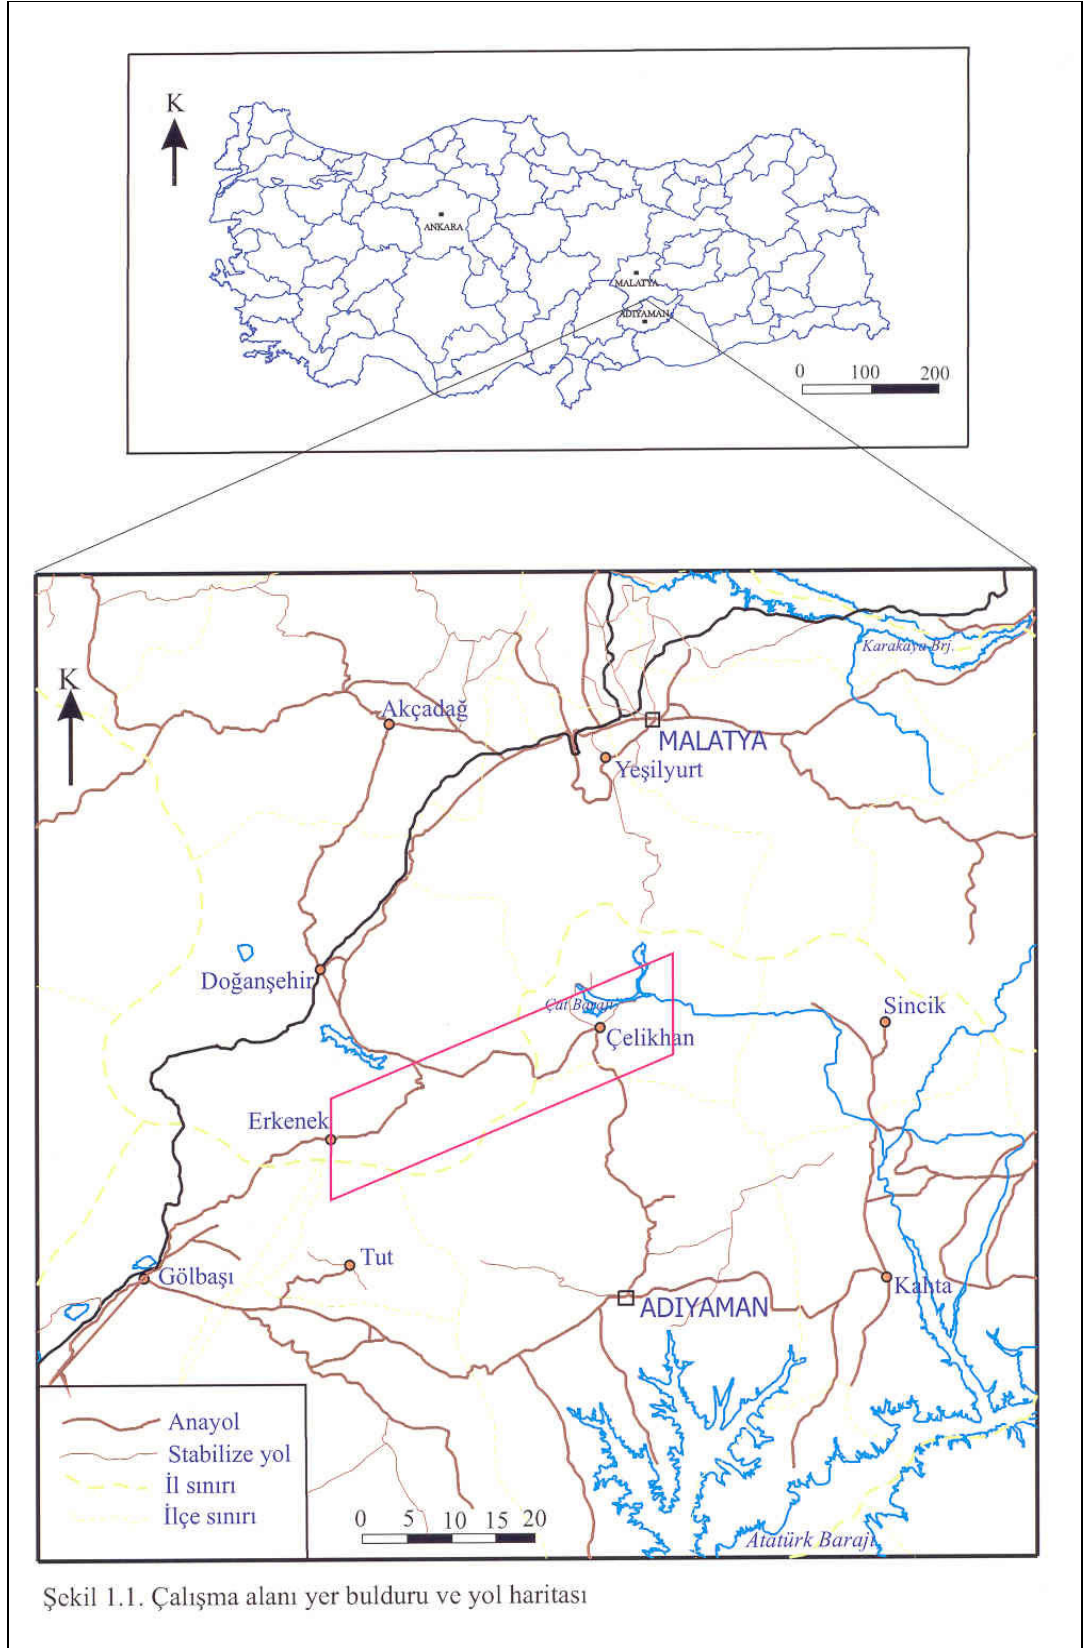 K
ANKARA
MALATYA
ADIYAMAN
0 100 200
Karakaya Brj.
K
Akçadağ
MALATYA
Yeşilyurt
Doğanşehir
Çat Barajı
Sincik
Çelikhan
Erkenek
Tut
Gölbaşı
Kahta
ADIYAMAN
Anayol
Stabilize yol
İl sınırı
İlçe sınırı
0 5 10 15 20
Atatürk Barajı
Şekil 1.1. Çalışma alanı yer bulduru ve yol haritası